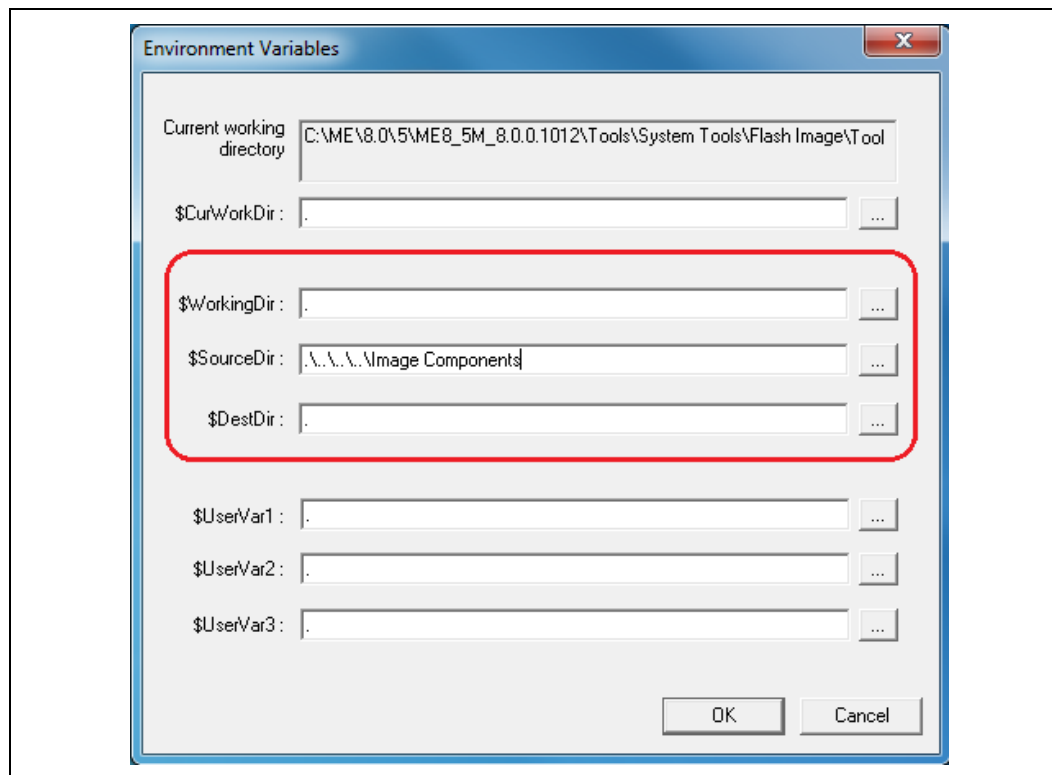 Environment Variables
X
Current working
directory
C:\ME\8.0\5\ME8_5M_8.0.0.1012\Tools\System Tools\Flash Image\Tool
$CurWorkDir : . ...
$WorkingDir : . ...
$SourceDir : .\..\..\..\Image Components ...
$DestDir : . ...
$UserVar1 : . ...
$UserVar2 : . ...
$UserVar3 : . ...
OK Cancel